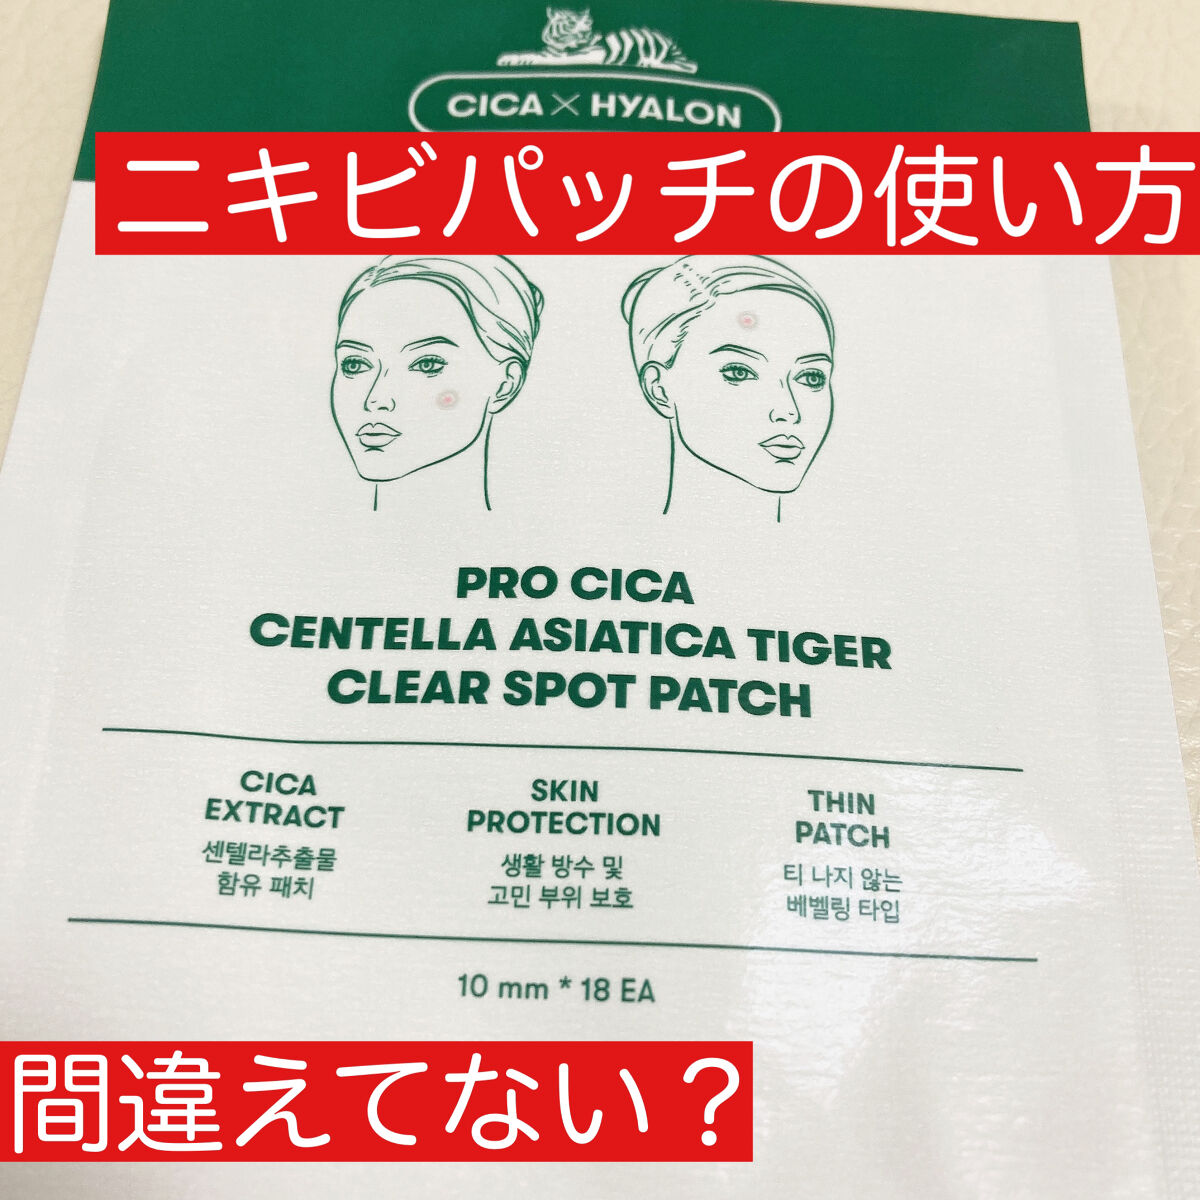 CICA×HYALON
ニキビパッチの使い方
PRO CICA
CENTELLA ASIATICA TIGER
CLEAR SPOT PATCH
CICA
EXTRACT
센텔라추출물
함유 패치
SKIN
PROTECTION
생활 방수 및
고민 부위 보호
THIN
PATCH
티 나지 않는
베벨링 타입
10 mm * 18 EA
間違えてない？